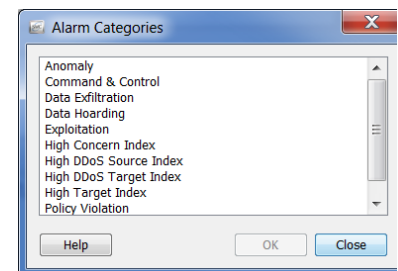 Alarm Categories
Anomaly
Command & Control
Data Exfiltration
Data Hoarding
Exploitation
High Concern Index
High DDoS Source Index
High DDoS Target Index
High Target Index
Policy Violation
Help
OK
Close